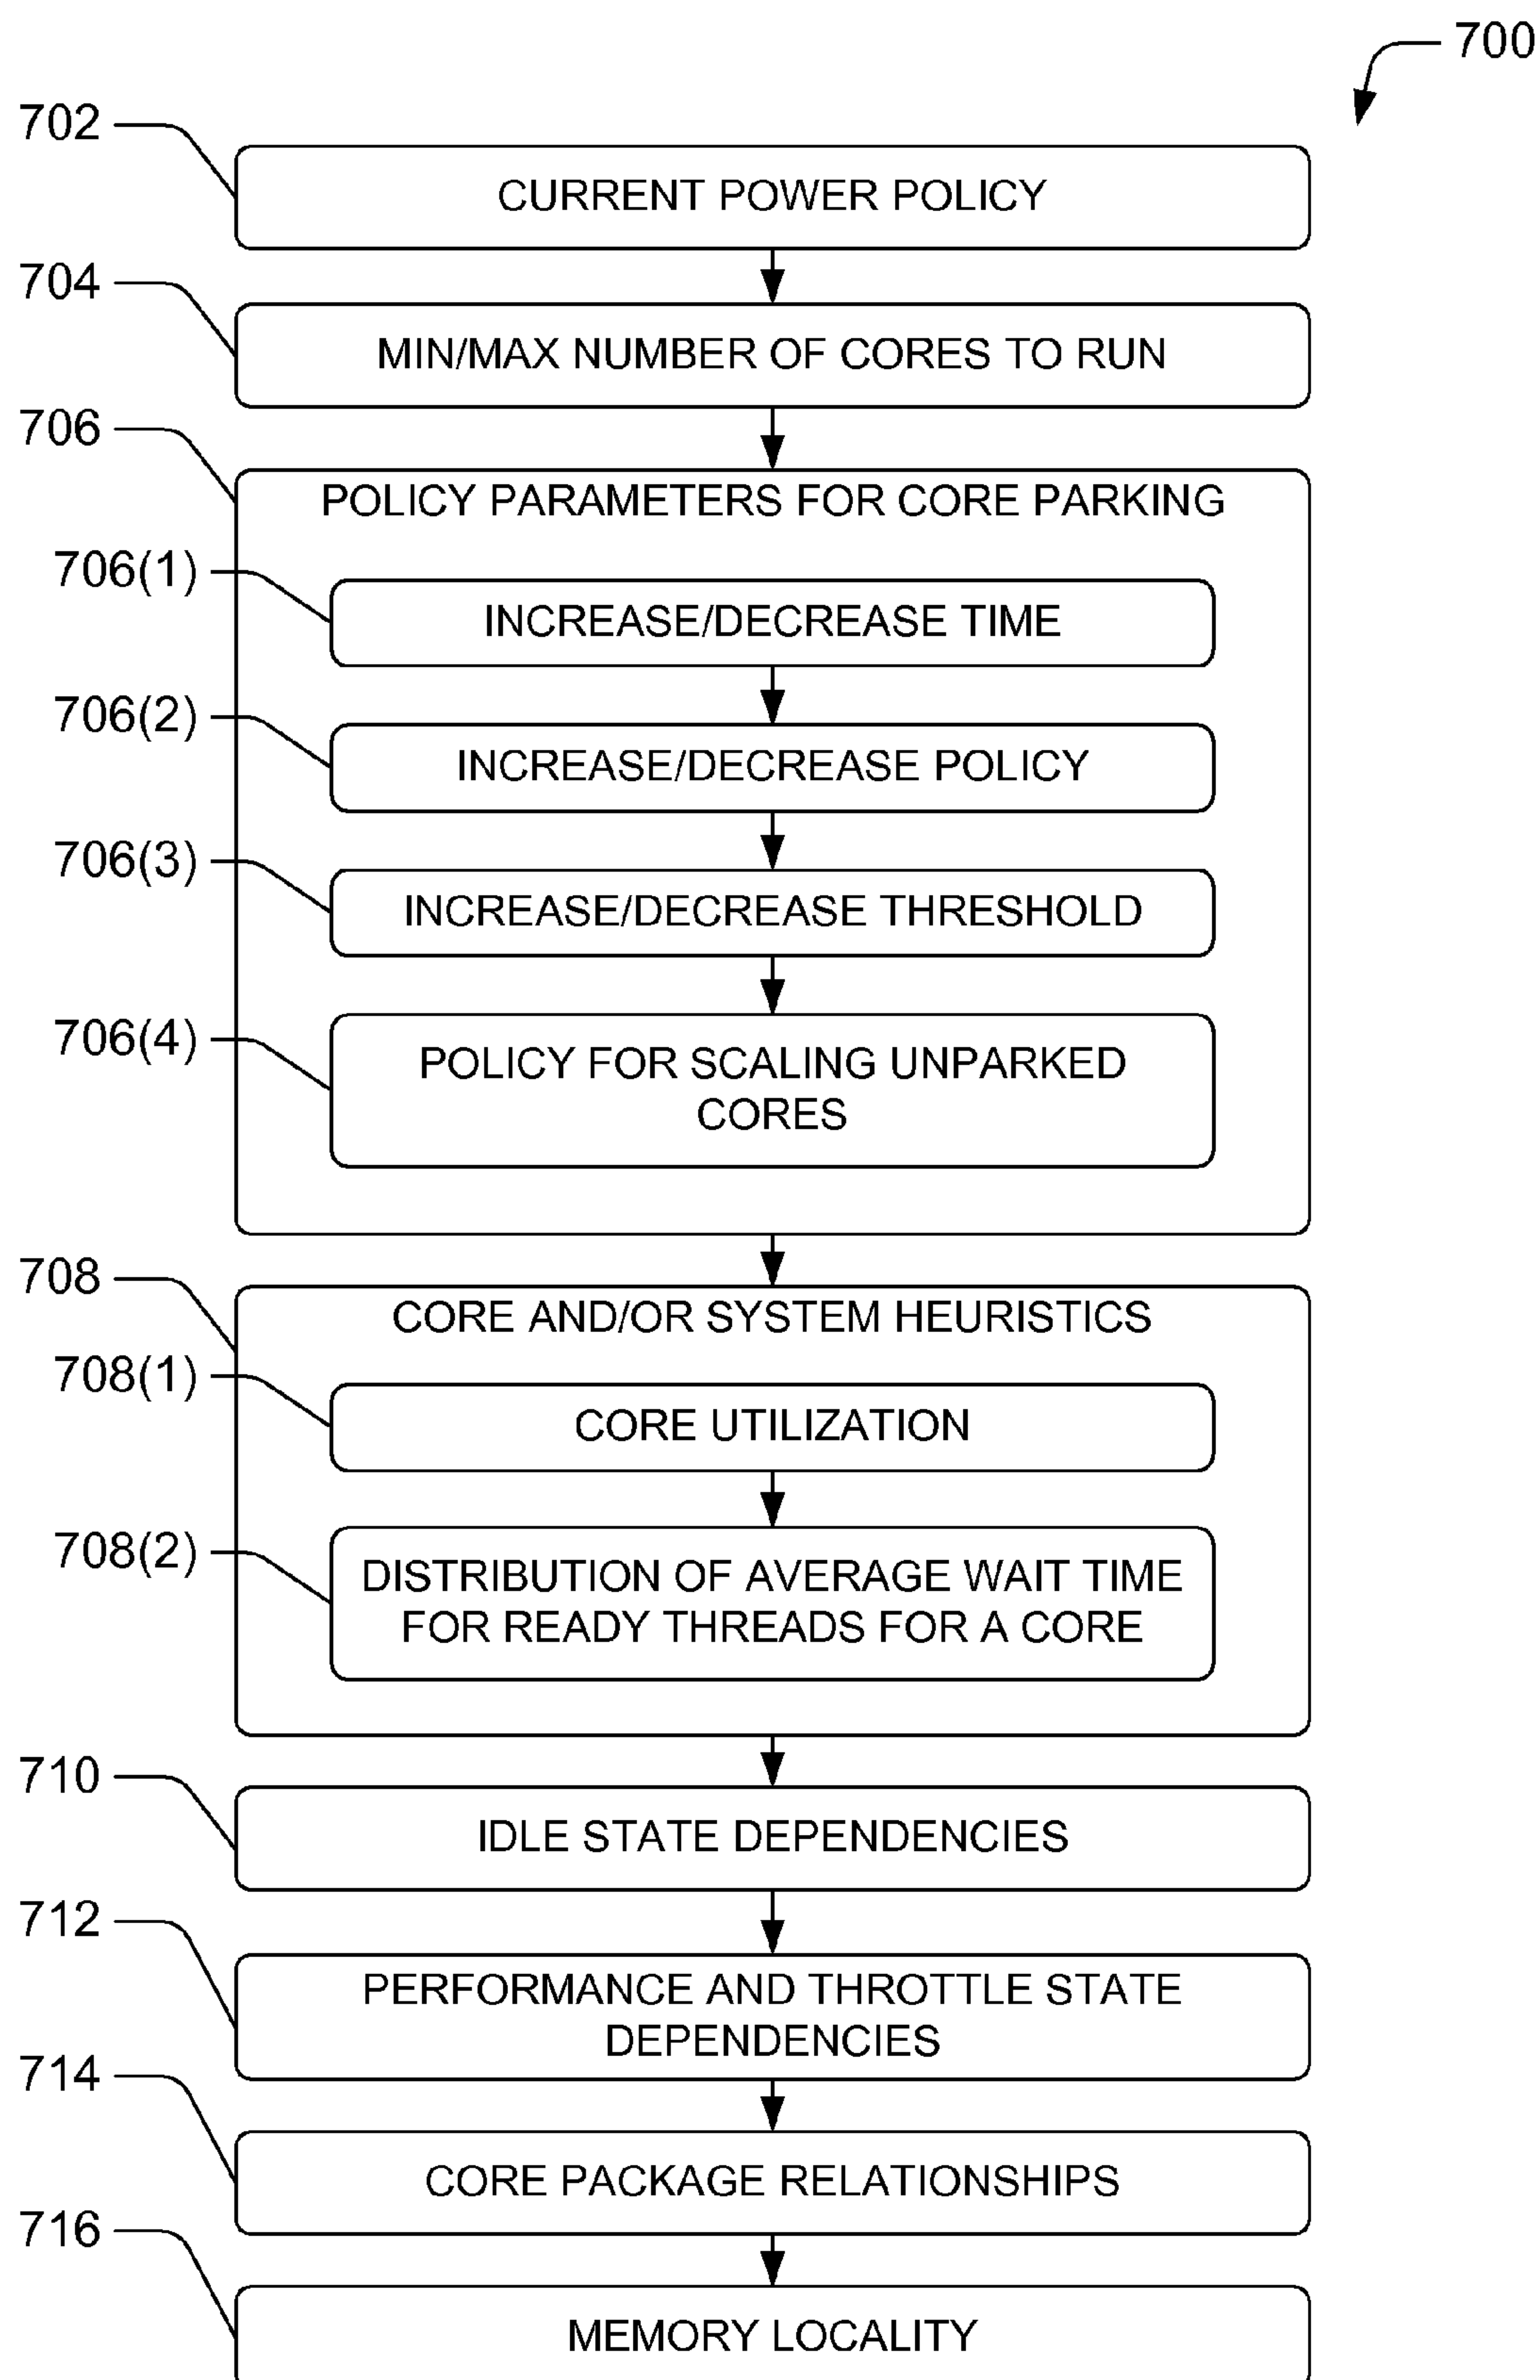 700
702
CURRENT POWER POLICY
704
MIN/MAX NUMBER OF CORES TO RUN
706
POLICY PARAMETERS FOR CORE PARKING
706(1)
INCREASE/DECREASE TIME
706(2)
INCREASE/DECREASE POLICY
706(3)
INCREASE/DECREASE THRESHOLD
706(4)
POLICY FOR SCALING UNPARKED
CORES
708
CORE AND/OR SYSTEM HEURISTICS
708(1)
CORE UTILIZATION
708(2)
DISTRIBUTION OF AVERAGE WAIT TIME
FOR READY THREADS FOR A CORE
710
IDLE STATE DEPENDENCIES
712
PERFORMANCE AND THROTTLE STATE
DEPENDENCIES
714
CORE PACKAGE RELATIONSHIPS
716
MEMORY LOCALITY